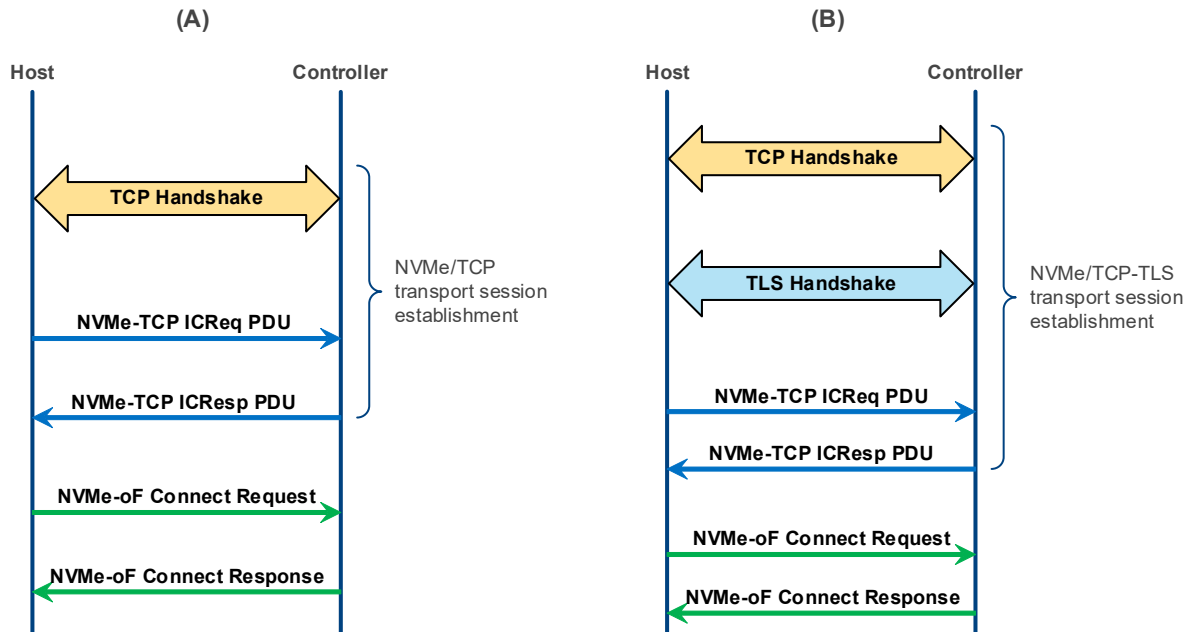 (A)
Host
Controller
TCP Handshake
NVMe/TCP
transport session
establishment
NVMe-TCP ICReq PDU
NVMe-TCP ICResp PDU
NVMe-oF Connect Request
NVMe-oF Connect Response
(B)
Host
Controller
TCP Handshake
TLS Handshake
NVMe/TCP-TLS
transport session
establishment
NVMe-TCP ICReq PDU
NVMe-TCP ICResp PDU
NVMe-oF Connect Request
NVMe-oF Connect Response